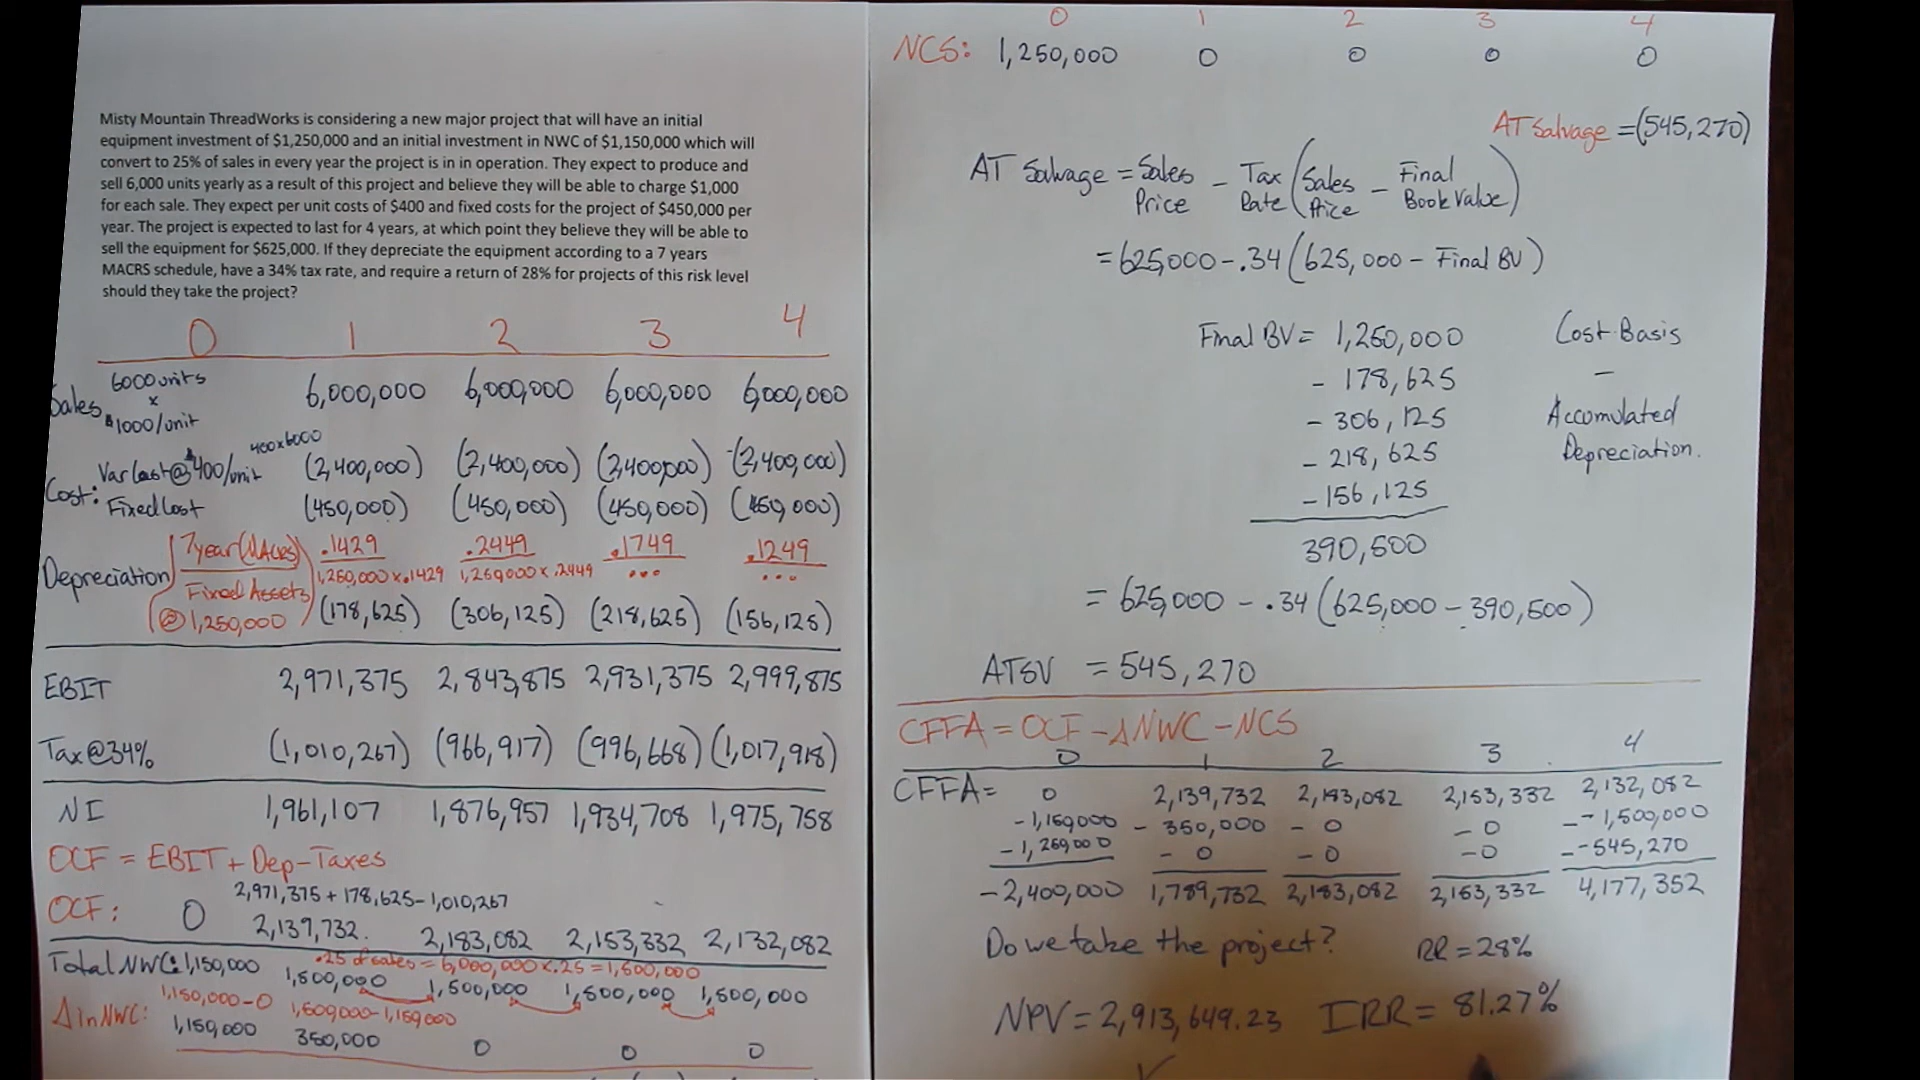 Misty Mountain ThreadWorks is considering a new major project that will have an initial
equipment investment of $1,250,000 and an initial investment in NWC of $1,150,000 which will
convert to 25% of sales in every year the project is in in operation. They expect to produce and
sell 6,000 units yearly as a result of this project and believe they will be able to charge $1,000
for each sale. They expect per unit costs of $400 and fixed costs for the project of $450,000 per
year. The project is expected to last for 4 years, at which point they believe they will be able to
sell the equipment for $625,000. If they depreciate the equipment according to a 7 years
MACRS schedule, have a 34% tax rate, and require a return of 28% for projects of this risk level
should they take the project?
0 1 2 3 4
Sales 6000units x $1000/unit 6,000,000 6,000,000 6,000,000 6,000,000
400x6000
Cost: Var Cost@$400/unit (2,400,000) (2,400,000) (2,400,000) (2,400,000)
Fixed Cost (450,000) (450,000) (450,000) (450,000)
Depreciation 7year(MACRS) .1429 .2449 .1749 .1249
Fixed Assets 1,250,000x.1429 1,250,000x.2449 ... ...
@1,250,000 (178,625) (306,125) (218,625) (156,125)
EBIT 2,971,375 2,843,875 2,931,375 2,999,875
Tax@34% (1,010,267) (966,917) (996,668) (1,017,918)
NI 1,961,107 1,876,957 1,934,708 1,975,758
OCF = EBIT + Dep - Taxes
2,971,375 + 178,625 - 1,010,267
OCF: 0 2,139,732. 2,183,082 2,153,332 2,132,082
.25 of sales = 6,000,000 x .25 = 1,500,000
Total NWC: 1,150,000 1,500,000 1,500,000 1,500,000 1,500,000
1,150,000-0 1,500,000-1,150,000
Δ in NWC: 1,150,000 350,000 0 0 0
0 1 2 3 4
NCS: 1,250,000 0 0 0 0
AT Salvage = (545,270)
AT Salvage = Sales Price - Tax Rate (Sales Price - Final Book Value)
= 625,000 - .34 (625,000 - Final BV)
Final BV = 1,250,000 Cost Basis
- 178,625 -
- 306,125 Accomulated
- 218,625 Depreciation.
- 156,125
390,500
= 625,000 - .34 (625,000 - 390,500)
ATSV = 545,270
CFFA = OCF - ΔNWC - NCS
0 1 2 3 4
CFFA = 0 2,139,732 2,183,082 2,153,332 2,132,082
-1,150,000 - 350,000 - 0 - 0 - -1,500,000
-1,250,000 - 0 - 0 - 0 - -545,270
-2,400,000 1,789,732 2,183,082 2,153,332 4,177,352
Do we take the project? RR = 28%
NPV = 2,913,649.23 IRR = 81.27%